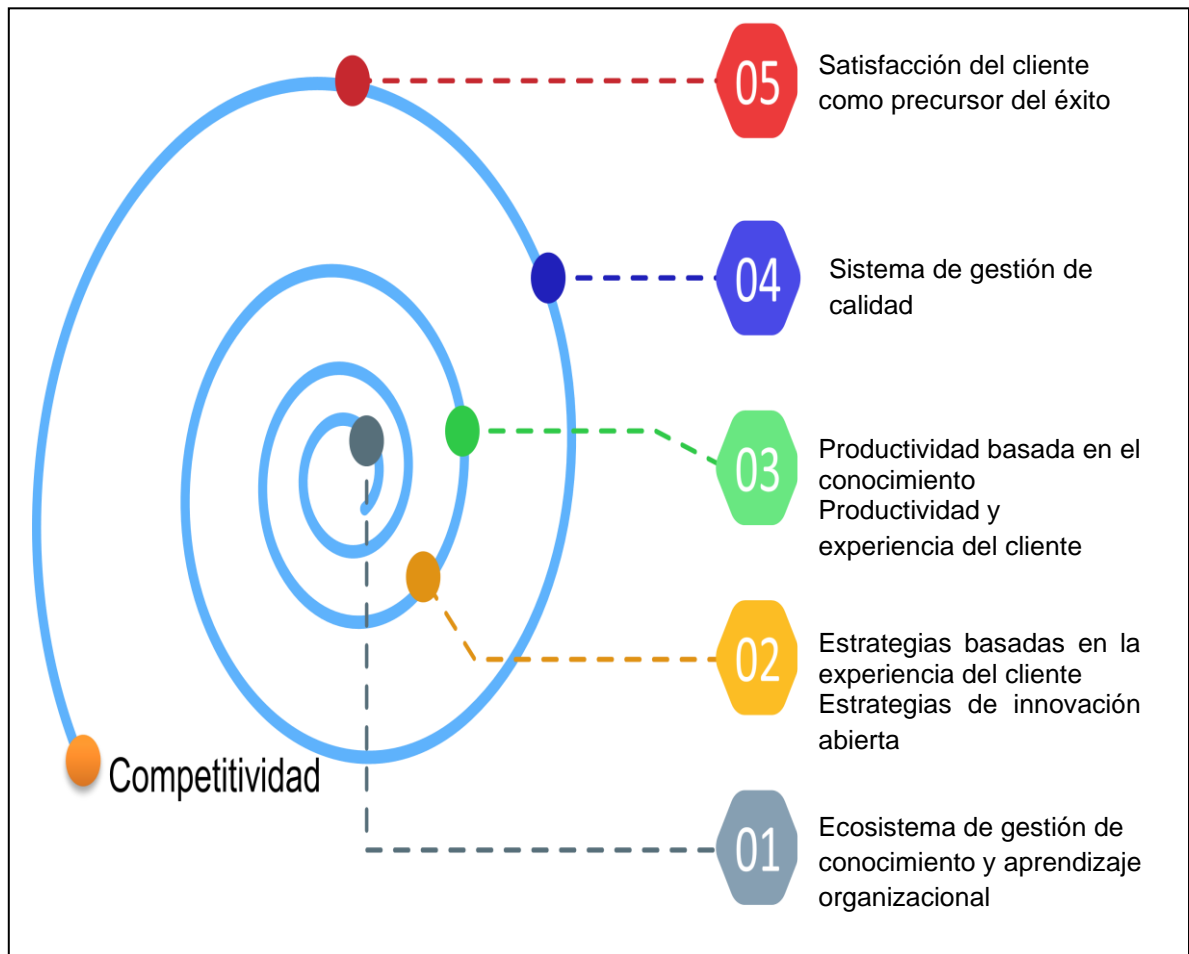 05
Satisfacción del cliente
como precursor del éxito
04
Sistema de gestión de
calidad
03
Productividad basada en el
conocimiento
Productividad y
experiencia del cliente
02
Estrategias basadas en la
experiencia del cliente
Estrategias de innovación
abierta
Competitividad
01
Ecosistema de gestión de
conocimiento y aprendizaje
organizacional